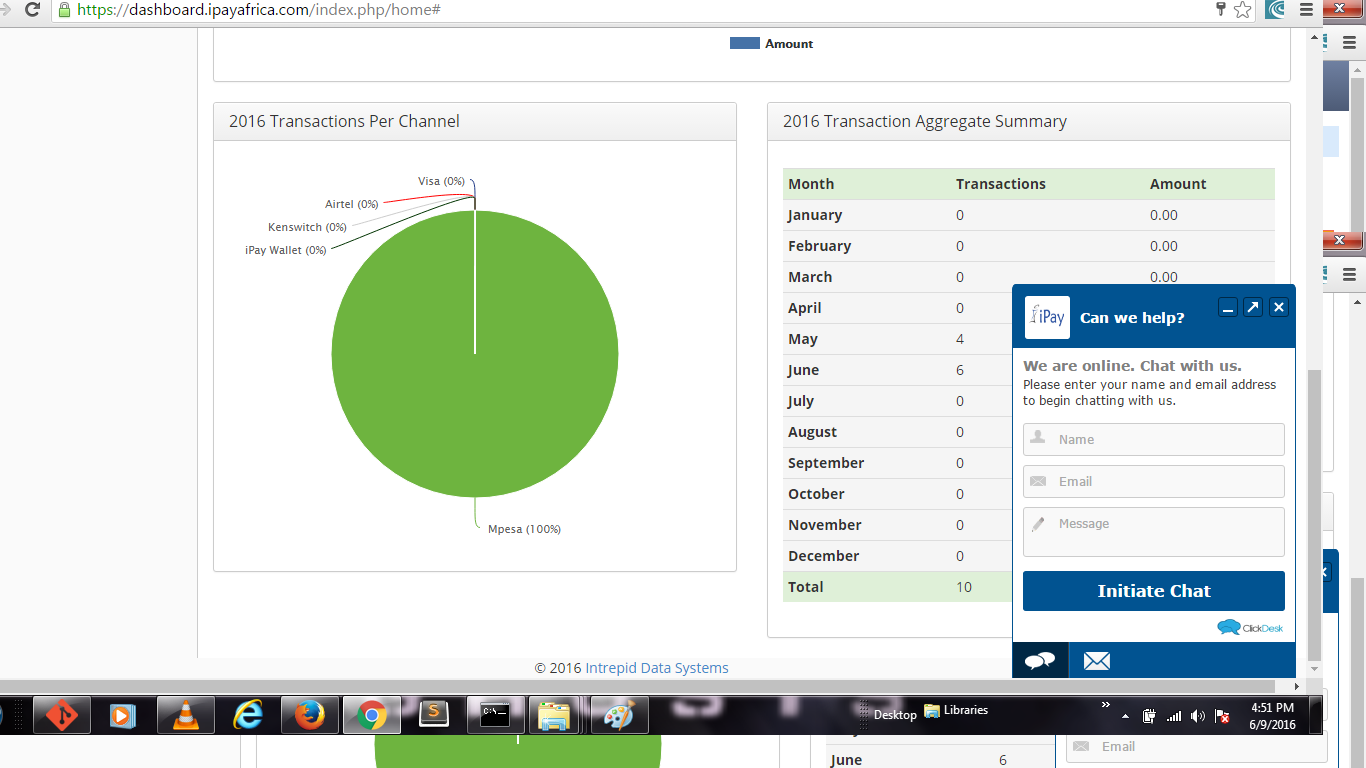 https://dashboard.ipayafrica.com/index.php/home#
Amount
2016 Transactions Per Channel
Visa (0%)
Airtel (0%)
Kenswitch (0%)
iPay Wallet (0%)
Mpesa (100%)
2016 Transaction Aggregate Summary
Month Transactions Amount
January 0 0.00
February 0 0.00
March 0 0.00
April 0
May 4
June 6
July 0
August 0
September 0
October 0
November 0
December 0
Total 10
iPay Can we help?
We are online. Chat with us.
Please enter your name and email address
to begin chatting with us.
Name
Email
Message
Initiate Chat
ClickDesk
© 2016 Intrepid Data Systems
Desktop Libraries
4:51 PM
6/9/2016
June 6
Email